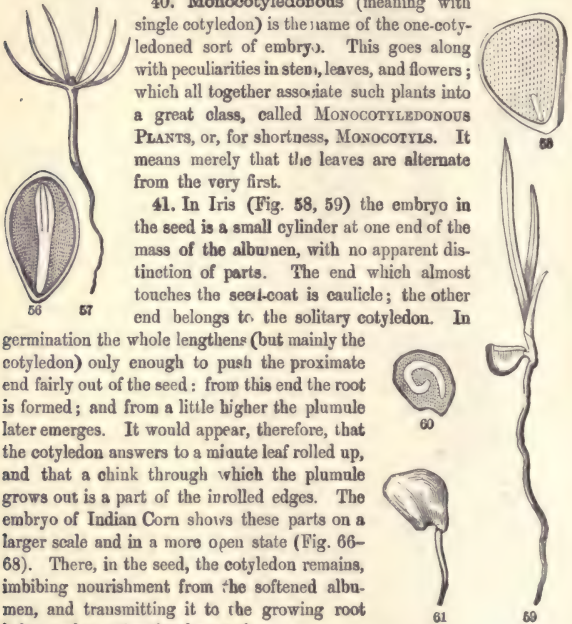 40. Monocotyledonous (meaning with
single cotyledon) is the name of the one-coty-
ledoned sort of embryo. This goes along
with peculiarities in stem, leaves, and flowers;
which all together associate such plants into
a great class, called Monocotyledonous
Plants, or, for shortness, Monocotyls. It
means merely that the leaves are alternate
from the very first.
41. In Iris (Fig. 58, 59) the embryo in
the seed is a small cylinder at one end of the
mass of the albumen, with no apparent dis-
tinction of parts. The end which almost
touches the seed-coat is caulicle; the other
end belongs to the solitary cotyledon. In
germination the whole lengthens (but mainly the
cotyledon) only enough to push the proximate
end fairly out of the seed: from this end the root
is formed; and from a little higher the plumule
later emerges. It would appear, therefore, that
the cotyledon answers to a minute leaf rolled up,
and that a chink through which the plumule
grows out is a part of the inrolled edges. The
embryo of Indian Corn shows these parts on a
larger scale and in a more open state (Fig. 66-
68). There, in the seed, the cotyledon remains,
imbibing nourishment from the softened albu-
men, and transmitting it to the growing root
56
57
58
60
61
59